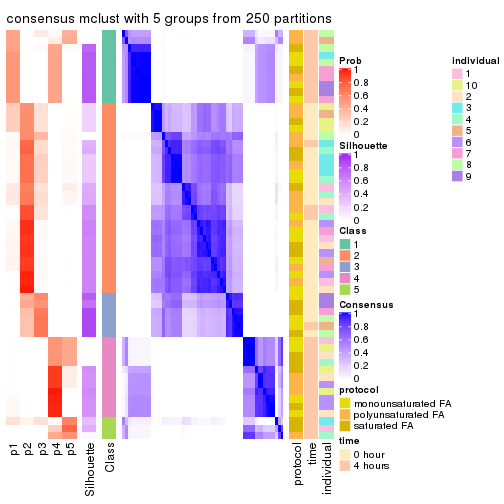 consensus mclust with 5 groups from 250 partitions
Prob
1
0.8
0.6
0.4
0.2
0
Silhouette
1
0.8
0.6
0.4
0.2
0
Class
1
2
3
4
5
Consensus
1
0.8
0.6
0.4
0.2
0
protocol
monounsaturated FA
polyunsaturated FA
saturated FA
time
0 hour
4 hours
individual
1
10
2
3
4
5
6
7
8
9
p1
p2
p3
p4
p5
Silhouette
Class
protocol
time
individual